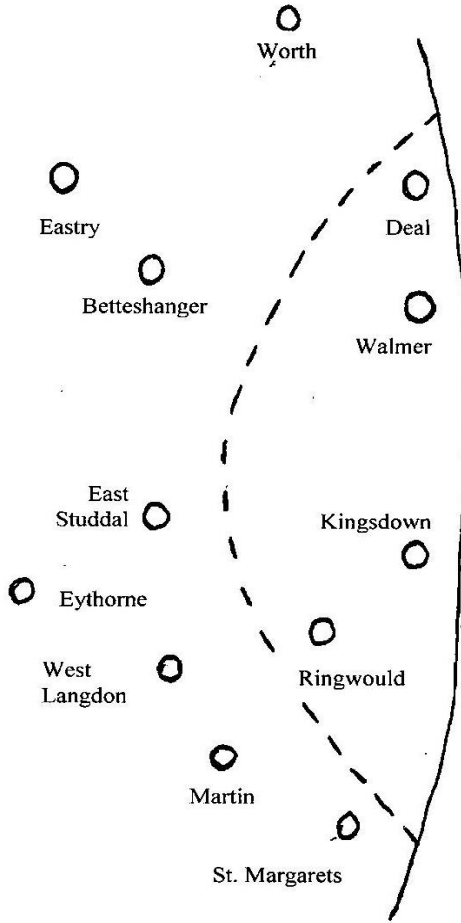 Worth
Eastry
Deal
Betteshanger
Walmer
East
Studdal
Kingsdown
Eythorne
West
Langdon
Ringwould
Martin
St. Margarets